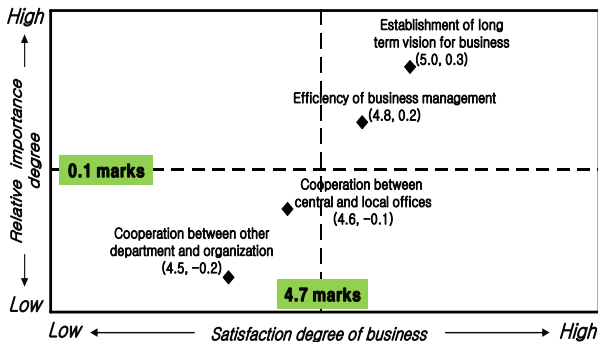 High
Establishment of long
term vision for business
(5.0, 0.3)
Efficiency of business management
(4.8, 0.2)
Relative importance
degree
0.1 marks
Cooperation between
central and local offices
(4.6, -0.1)
Cooperation between other
department and organization
(4.5, -0.2)
4.7 marks
Low
Low
Satisfaction degree of business
High